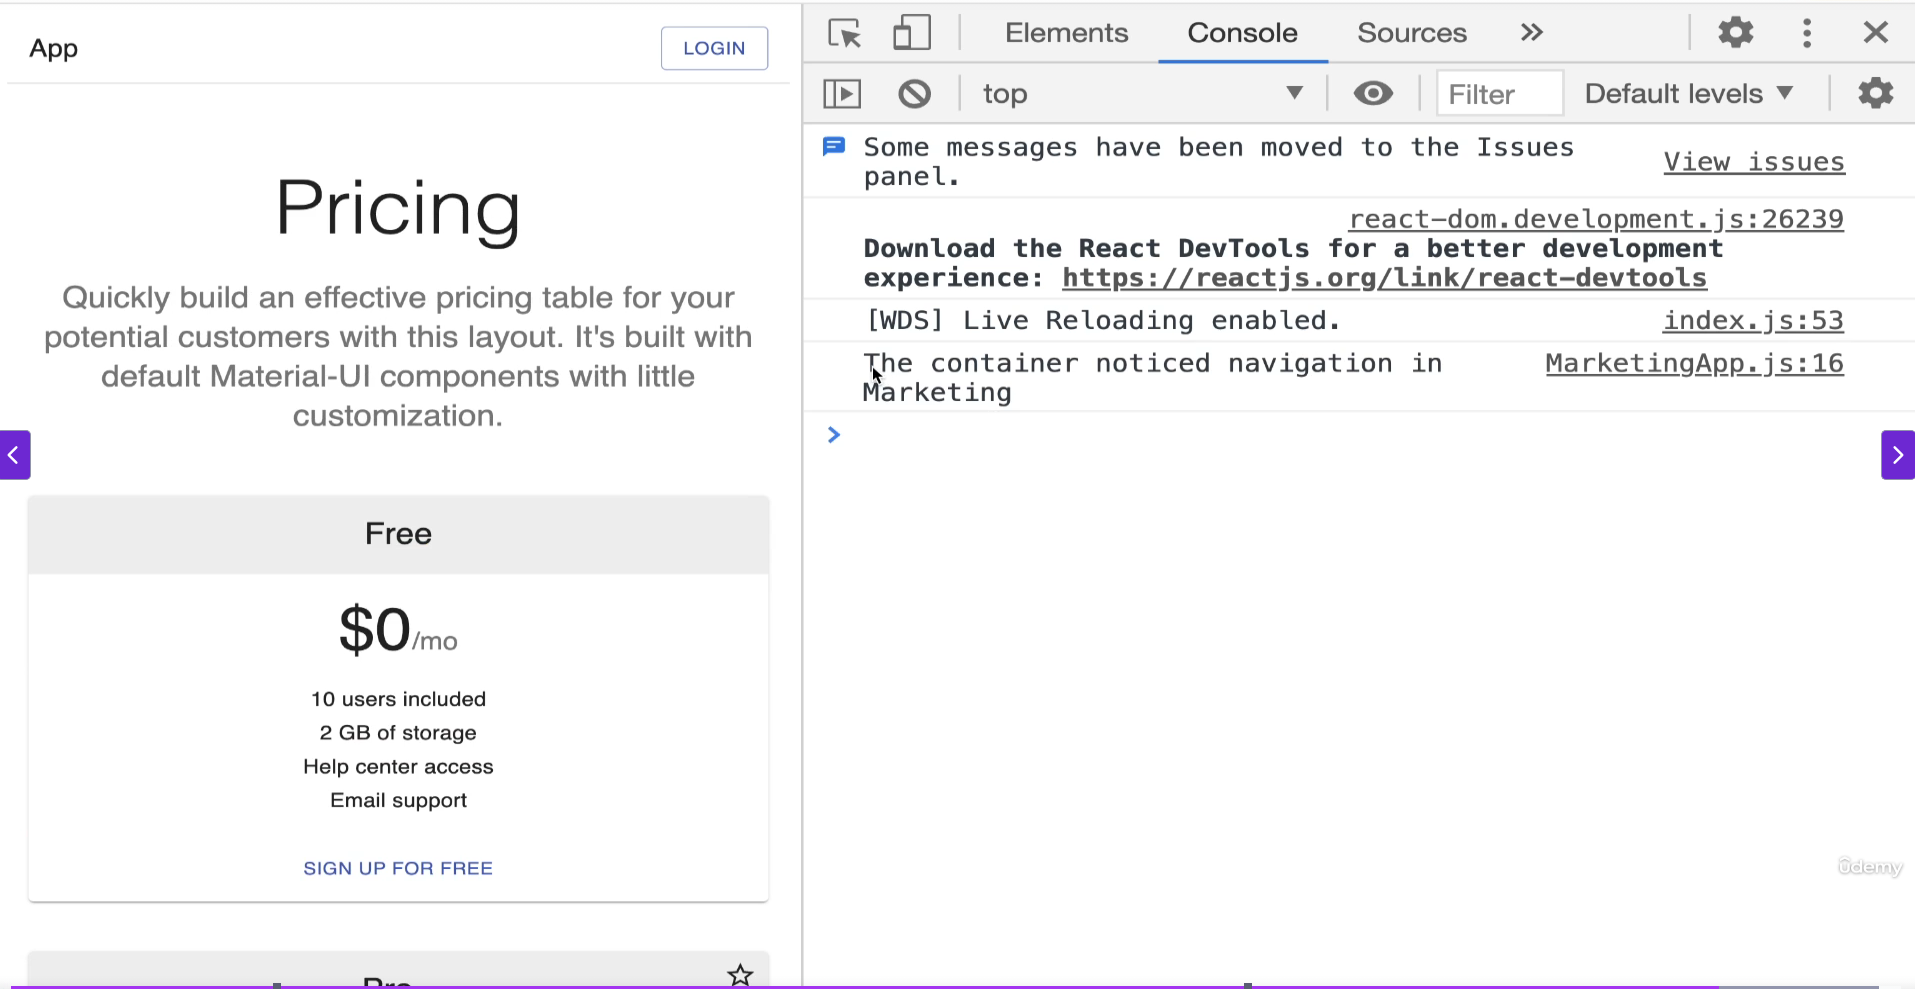 App
LOGIN
Pricing
Quickly build an effective pricing table for your
potential customers with this layout. It's built with
default Material-UI components with little
customization.
Free
$0/mo
10 users included
2 GB of storage
Help center access
Email support
SIGN UP FOR FREE
Pro
Elements
Console
Sources
top
Filter
Default levels
Some messages have been moved to the Issues
panel.
View issues
react-dom.development.js:26239
Download the React DevTools for a better development
experience: https://reactjs.org/link/react-devtools
[WDS] Live Reloading enabled.
index.js:53
The container noticed navigation in
Marketing
MarketingApp.js:16
ûdemy